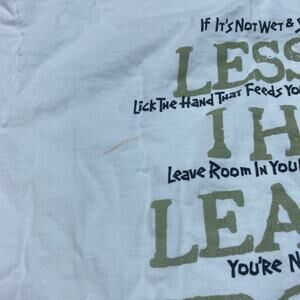 If It's Not Wet &
LESS
Lick The Hand That Feeds You
I H
Leave Room In Your
LEA
You're N